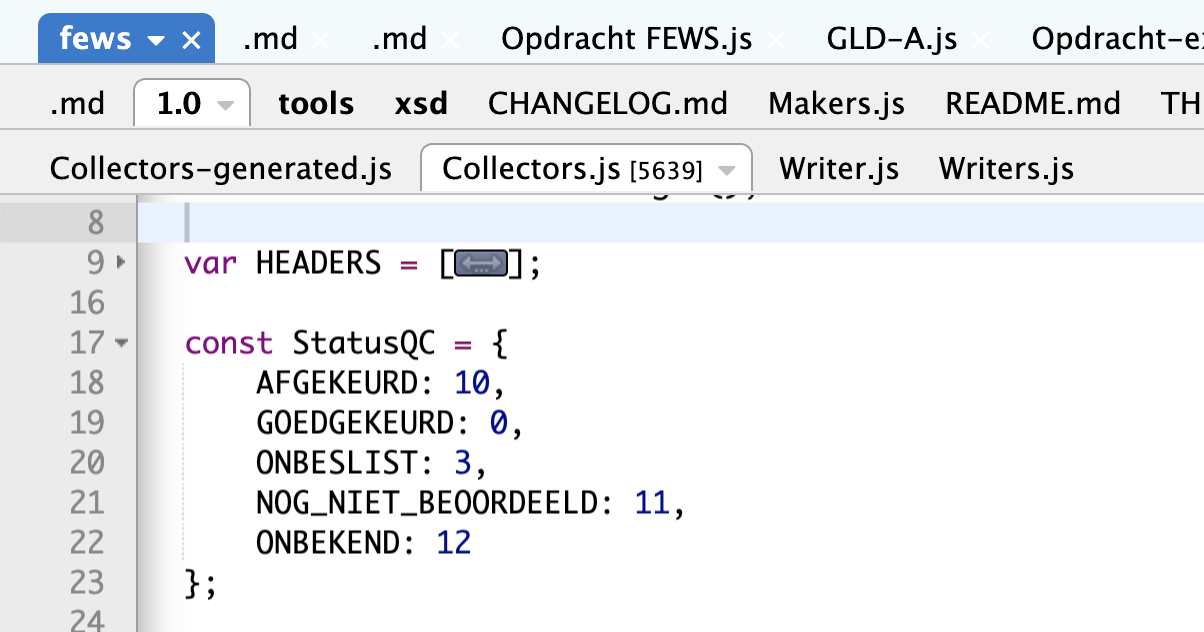 fews .md .md Opdracht FEWS.js GLD-A.js
.md 1.0 tools xsd CHANGELOG.md Makers.js README.md
Collectors-generated.js Collectors.js [5639] Writer.js Writers.js
8
9 var HEADERS = [...];
16
17 const StatusQC = {
18 AFGEKEURD: 10,
19 GOEDGEKEURD: 0,
20 ONBESLIST: 3,
21 NOG_NIET_BEOORDEELD: 11,
22 ONBEKEND: 12
23 };
24